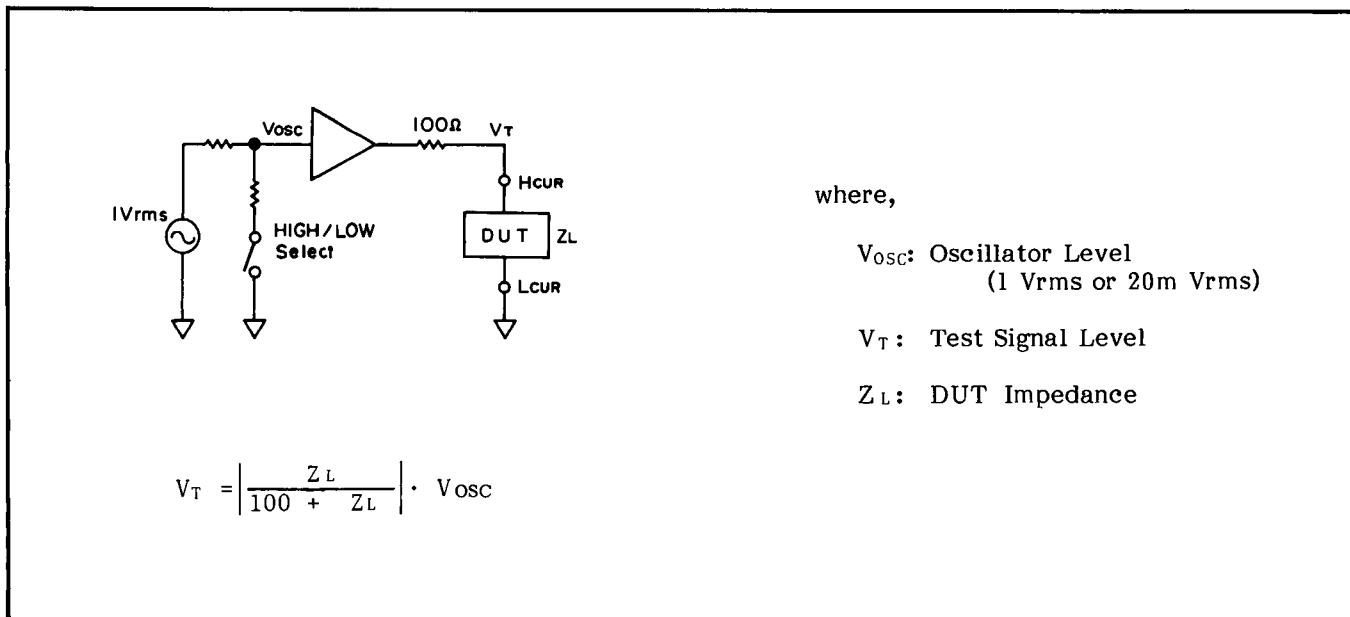 Vosc
100Ω
VT
HCUR
1Vrms
HIGH/LOW
Select
DUT
ZL
LCUR
VT = | ZL / 100 + ZL | · VOSC
where,
VOSC: Oscillator Level
(1 Vrms or 20m Vrms)
VT: Test Signal Level
ZL: DUT Impedance